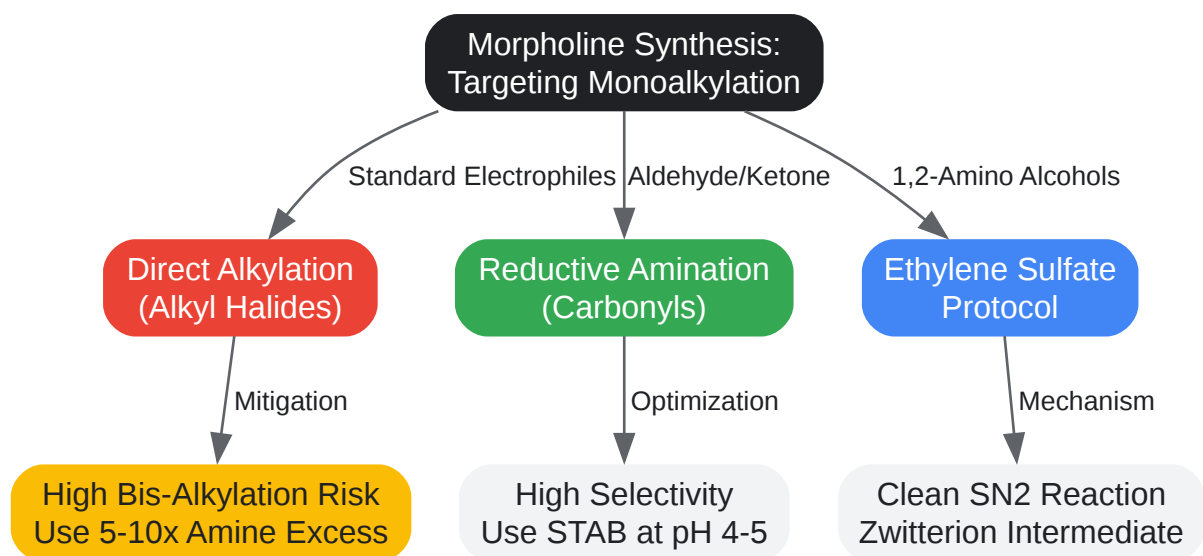 Morpholine Synthesis:
Targeting Monoalkylation
Standard Electrophiles
Aldehyde/Ketone
1,2-Amino Alcohols
Direct Alkylation
(Alkyl Halides)
Reductive Amination
(Carbonyls)
Ethylene Sulfate
Protocol
Mitigation
Optimization
Mechanism
High Bis-Alkylation Risk
Use 5-10x Amine Excess
High Selectivity
Use STAB at pH 4-5
Clean SN2 Reaction
Zwitterion Intermediate